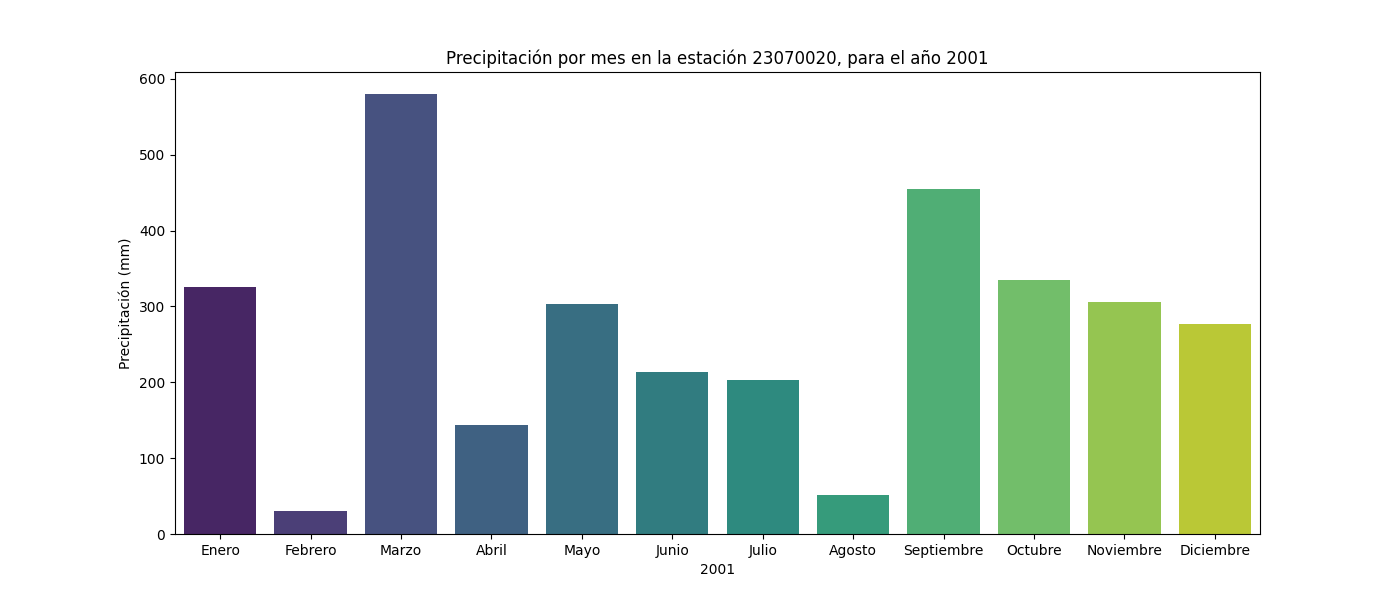 Precipitación por mes en la estación 23070020, para el año 2001
Precipitación (mm)
600
500
400
300
200
100
0
Enero Febrero Marzo Abril Mayo Junio Julio Agosto Septiembre Octubre Noviembre Diciembre
2001